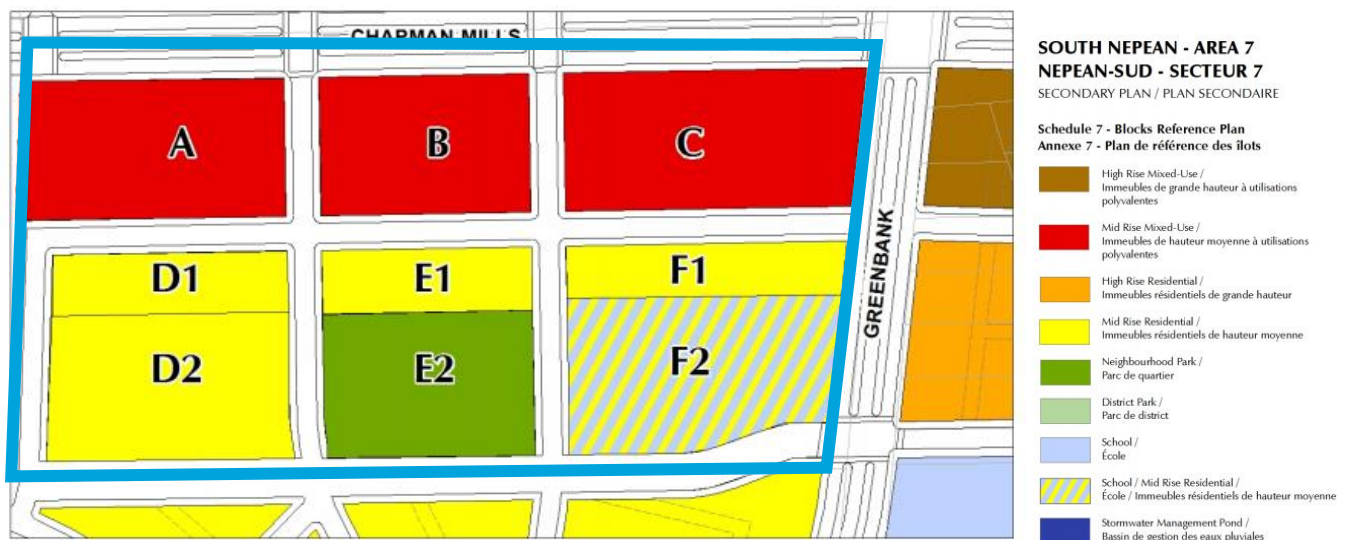 CHAPMAN MILLS
A
B
C
D1
E1
F1
D2
E2
F2
GREENBANK
SOUTH NEPEAN - AREA 7
NEPEAN-SUD - SECTEUR 7
SECONDARY PLAN / PLAN SECONDAIRE
Schedule 7 - Blocks Reference Plan
Annexe 7 - Plan de référence des îlots
High Rise Mixed-Use /
Immeubles de grande hauteur à utilisations
polyvalentes
Mid Rise Mixed-Use /
Immeubles de hauteur moyenne à utilisations
polyvalentes
High Rise Residential /
Immeubles résidentiels de grande hauteur
Mid Rise Residential /
Immeubles résidentiels de hauteur moyenne
Neighbourhood Park /
Parc de quartier
District Park /
Parc de district
School /
École
School / Mid Rise Residential /
École / Immeubles résidentiels de hauteur moyenne
Stormwater Management Pond /
Bassin de gestion des eaux pluviales